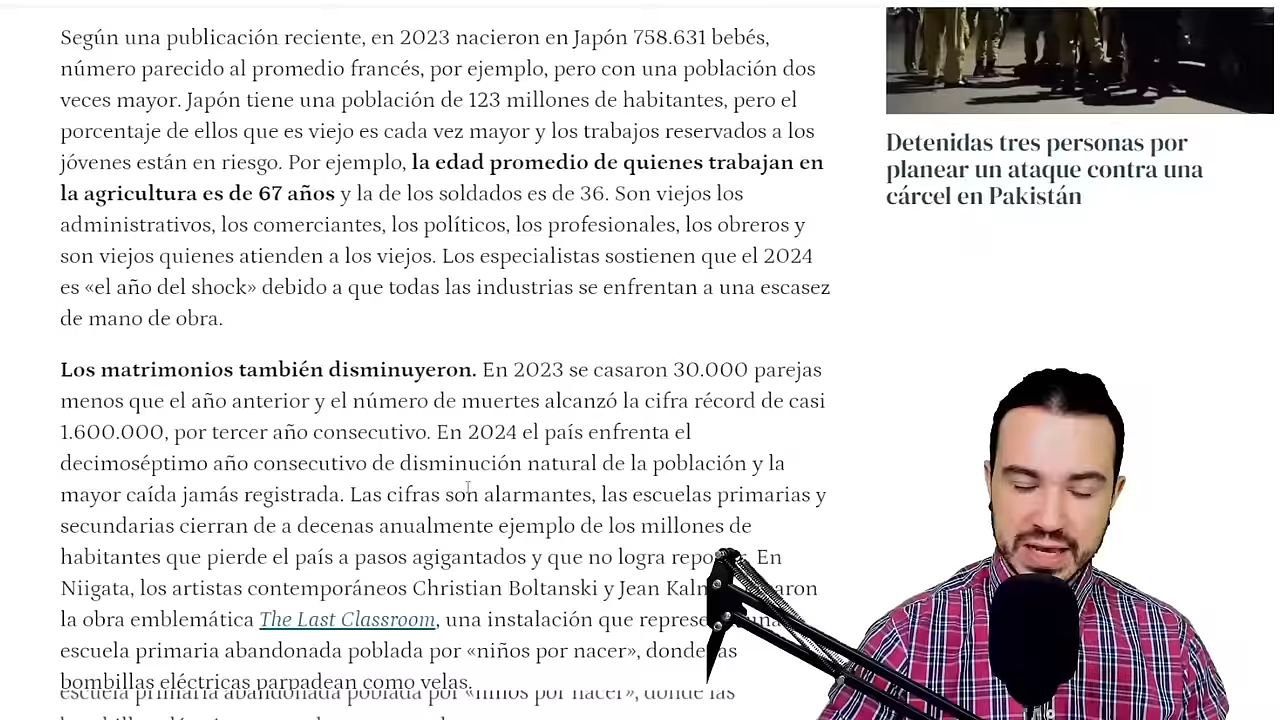 Según una publicación reciente, en 2023 nacieron en Japón 758.631 bebés,
número parecido al promedio francés, por ejemplo, pero con una población dos
veces mayor. Japón tiene una población de 123 millones de habitantes, pero el
porcentaje de ellos que es viejo es cada vez mayor y los trabajos reservados a los
jóvenes están en riesgo. Por ejemplo, la edad promedio de quienes trabajan en
la agricultura es de 67 años y la de los soldados es de 36. Son viejos los
administrativos, los comerciantes, los políticos, los profesionales, los obreros y
son viejos quienes atienden a los viejos. Los especialistas sostienen que el 2024
es «el año del shock» debido a que todas las industrias se enfrentan a una escasez
de mano de obra.
Los matrimonios también disminuyeron. En 2023 se casaron 30.000 parejas
menos que el año anterior y el número de muertes alcanzó la cifra récord de casi
1.600.000, por tercer año consecutivo. En 2024 el país enfrenta el
decimoséptimo año consecutivo de disminución natural de la población y la
mayor caída jamás registrada. Las cifras son alarmantes, las escuelas primarias y
secundarias cierran de a decenas anualmente ejemplo de los millones de
habitantes que pierde el país a pasos agigantados y que no logra En
Niigata, los artistas contemporáneos Christian Boltanski y Jean
la obra emblemática The Last Classroom, una instalación que
escuela primaria abandonada poblada por «niños por nacer», donde
bombillas eléctricas parpadean como velas.
escuela primaria abandonada poblada por «niños por nacer», donde las
Detenidas tres personas por
planear un ataque contra una
cárcel en Pakistán